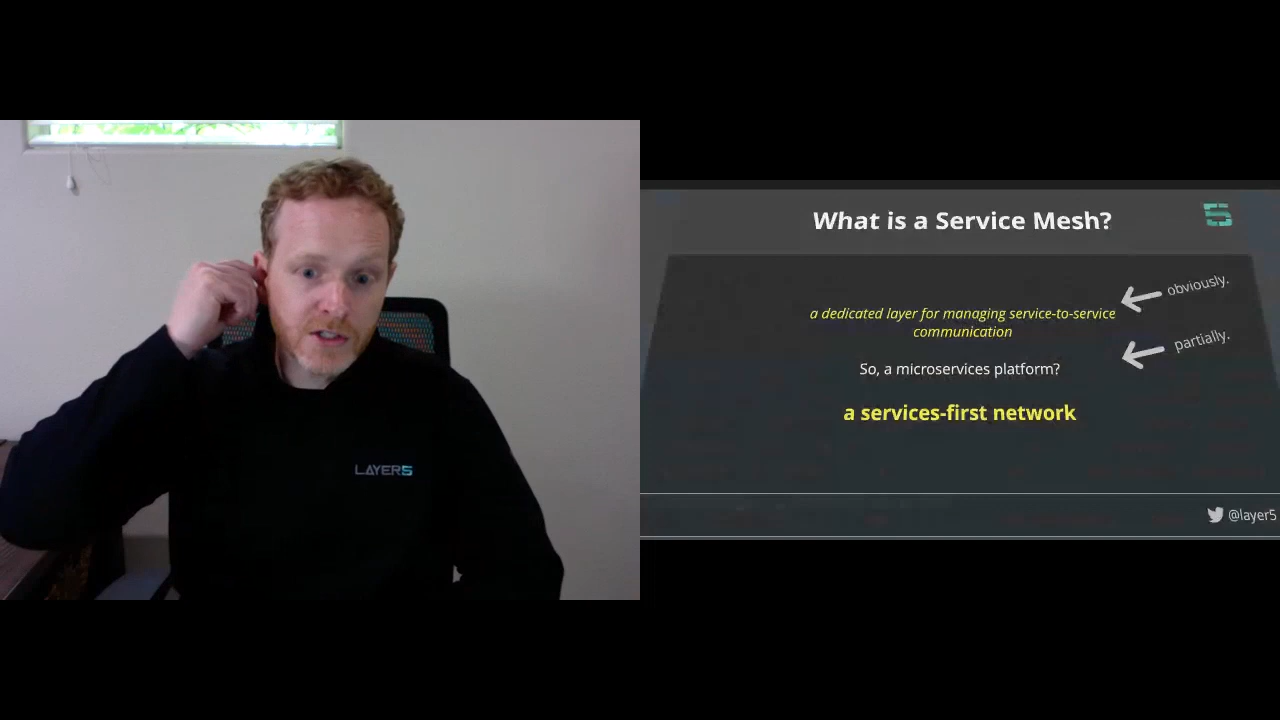 LAYER5
What is a Service Mesh?
5
obviously.
a dedicated layer for managing service-to-service
communication
partially.
So, a microservices platform?
a services-first network
@layer5